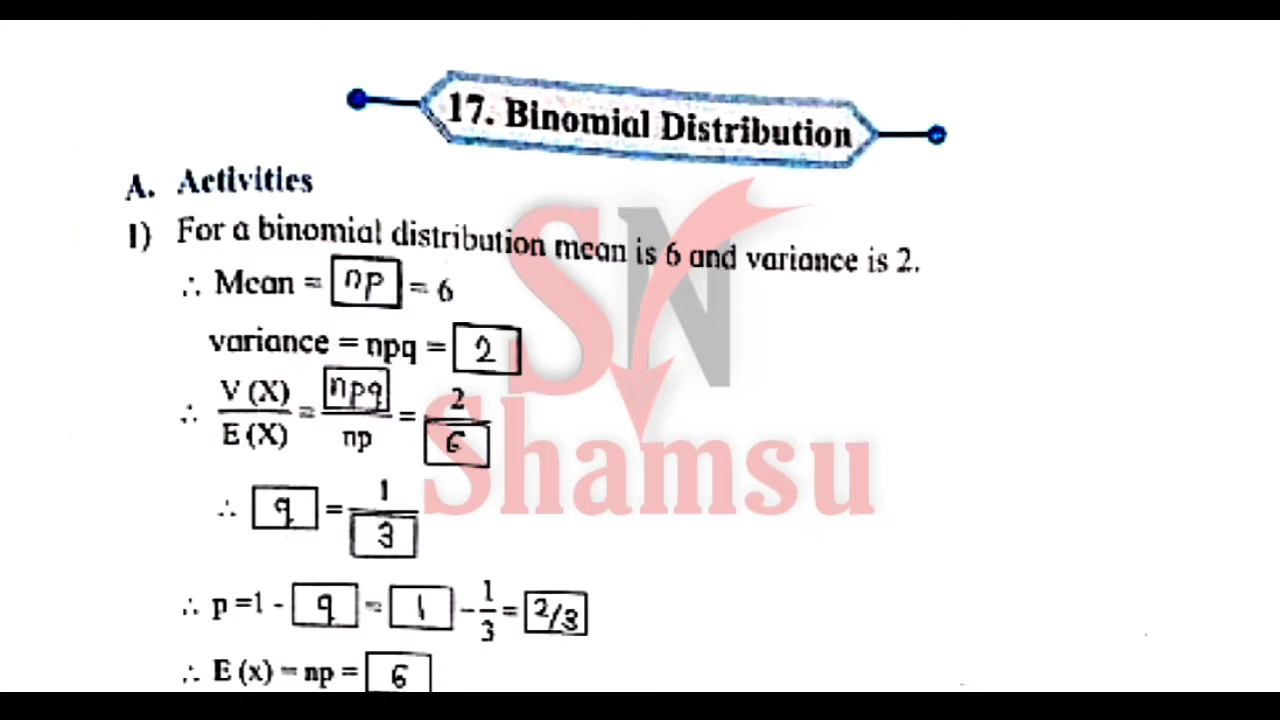 17. Binomial Distribution
A. Activities
1) For a binomial distribution mean is 6 and variance is 2.
∴ Mean = np = 6
variance = npq = 2
∴ V (X) / E (X) = npq / np = 2 / 6
∴ q = 1 / 3
∴ p = 1 - q = 1 - 1/3 = 2/3
∴ E (x) = np = 6
SN
Shamsu